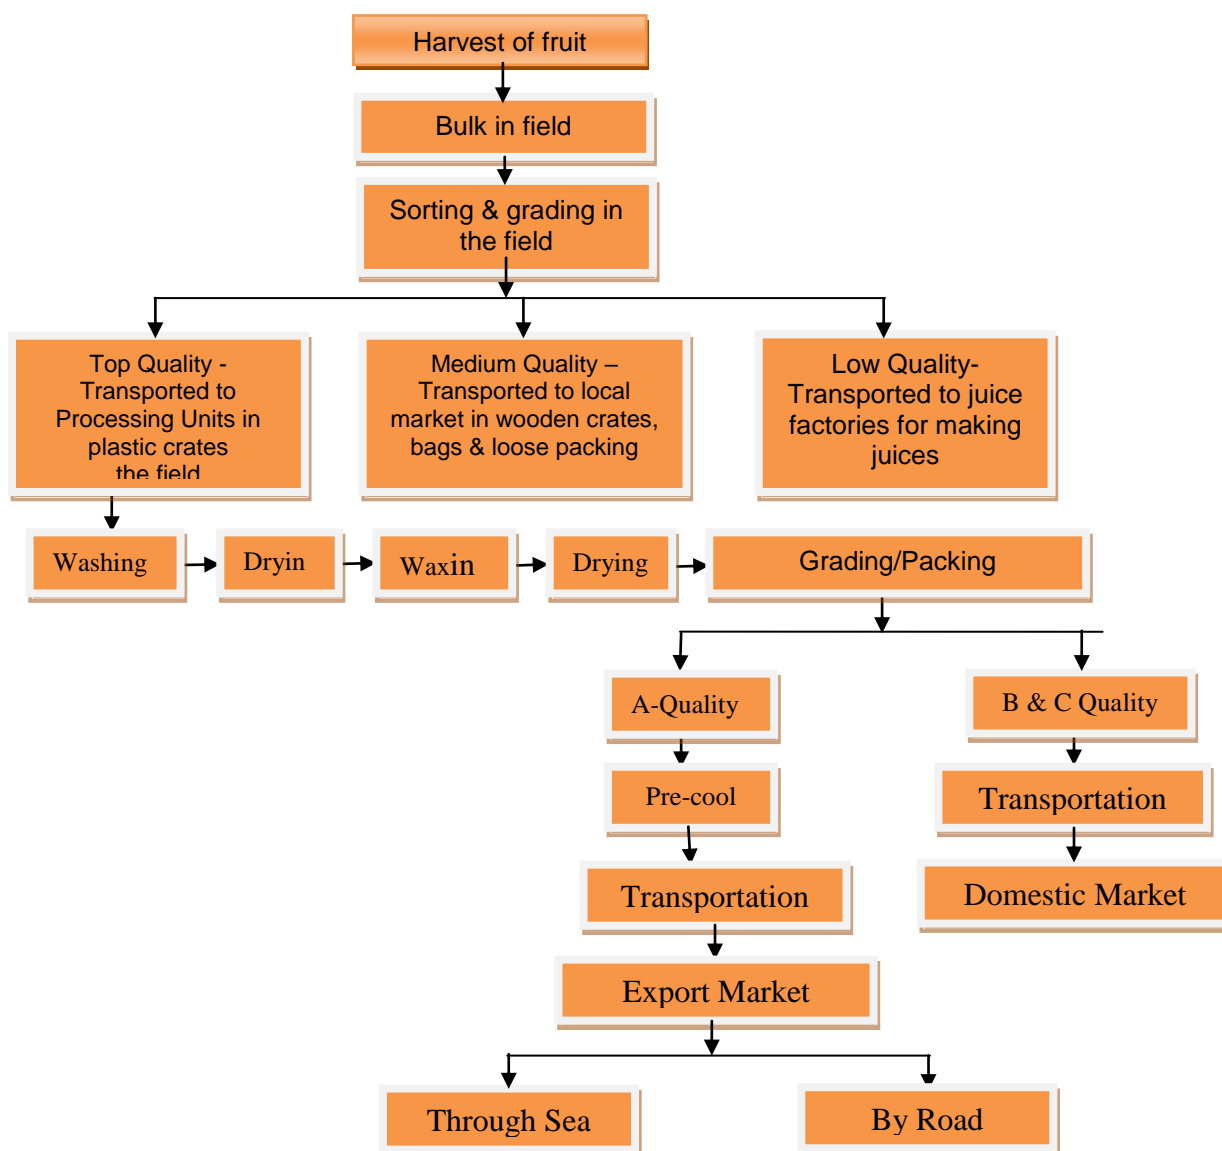 Harvest of fruit
Bulk in field
Sorting & grading in
the field
Top Quality -
Transported to
Processing Units in
plastic crates
the field
Medium Quality –
Transported to local
market in wooden crates,
bags & loose packing
Low Quality-
Transported to juice
factories for making
juices
Washing
Dryin
Waxin
Drying
Grading/Packing
A-Quality
B & C Quality
Pre-cool
Transportation
Transportation
Domestic Market
Export Market
Through Sea
By Road